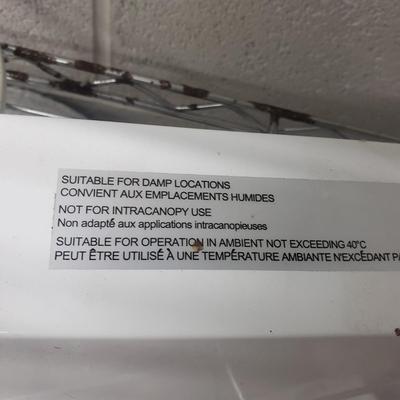 SUITABLE FOR DAMP LOCATIONS
CONVIENT AUX EMPLACEMENTS HUMIDES
NOT FOR INTRACANOPY USE
Non adapté aux applications intracanopieuses
SUITABLE FOR OPERATION IN AMBIENT NOT EXCEEDING 40°C
PEUT ÊTRE UTILISÉ À UNE TEMPÉRATURE AMBIANTE N'EXCÉDANT